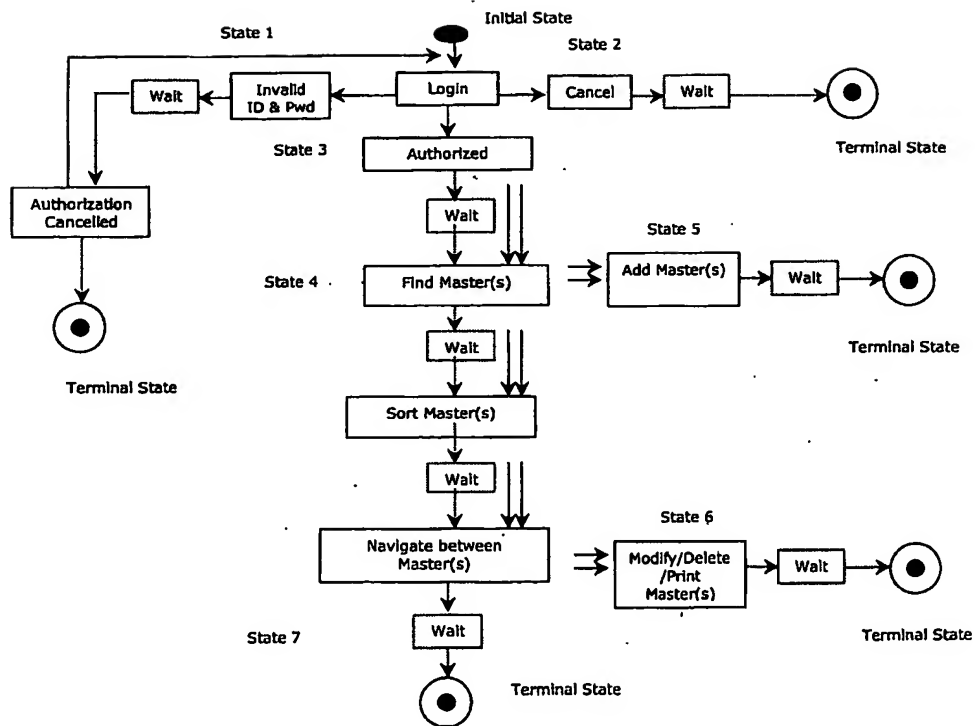 Initial State
State 1
State 2
Wait
Invalid
ID & Pwd
Login
Cancel
Wait
Terminal State
State 3
Authorized
Authorization
Cancelled
Wait
State 5
State 4
Find Master(s)
Add Master(s)
Wait
Terminal State
Wait
Terminal State
Sort Master(s)
Wait
State 6
Navigate between
Master(s)
Modify/Delete
/Print
Master(s)
Wait
Terminal State
State 7
Wait
Terminal State